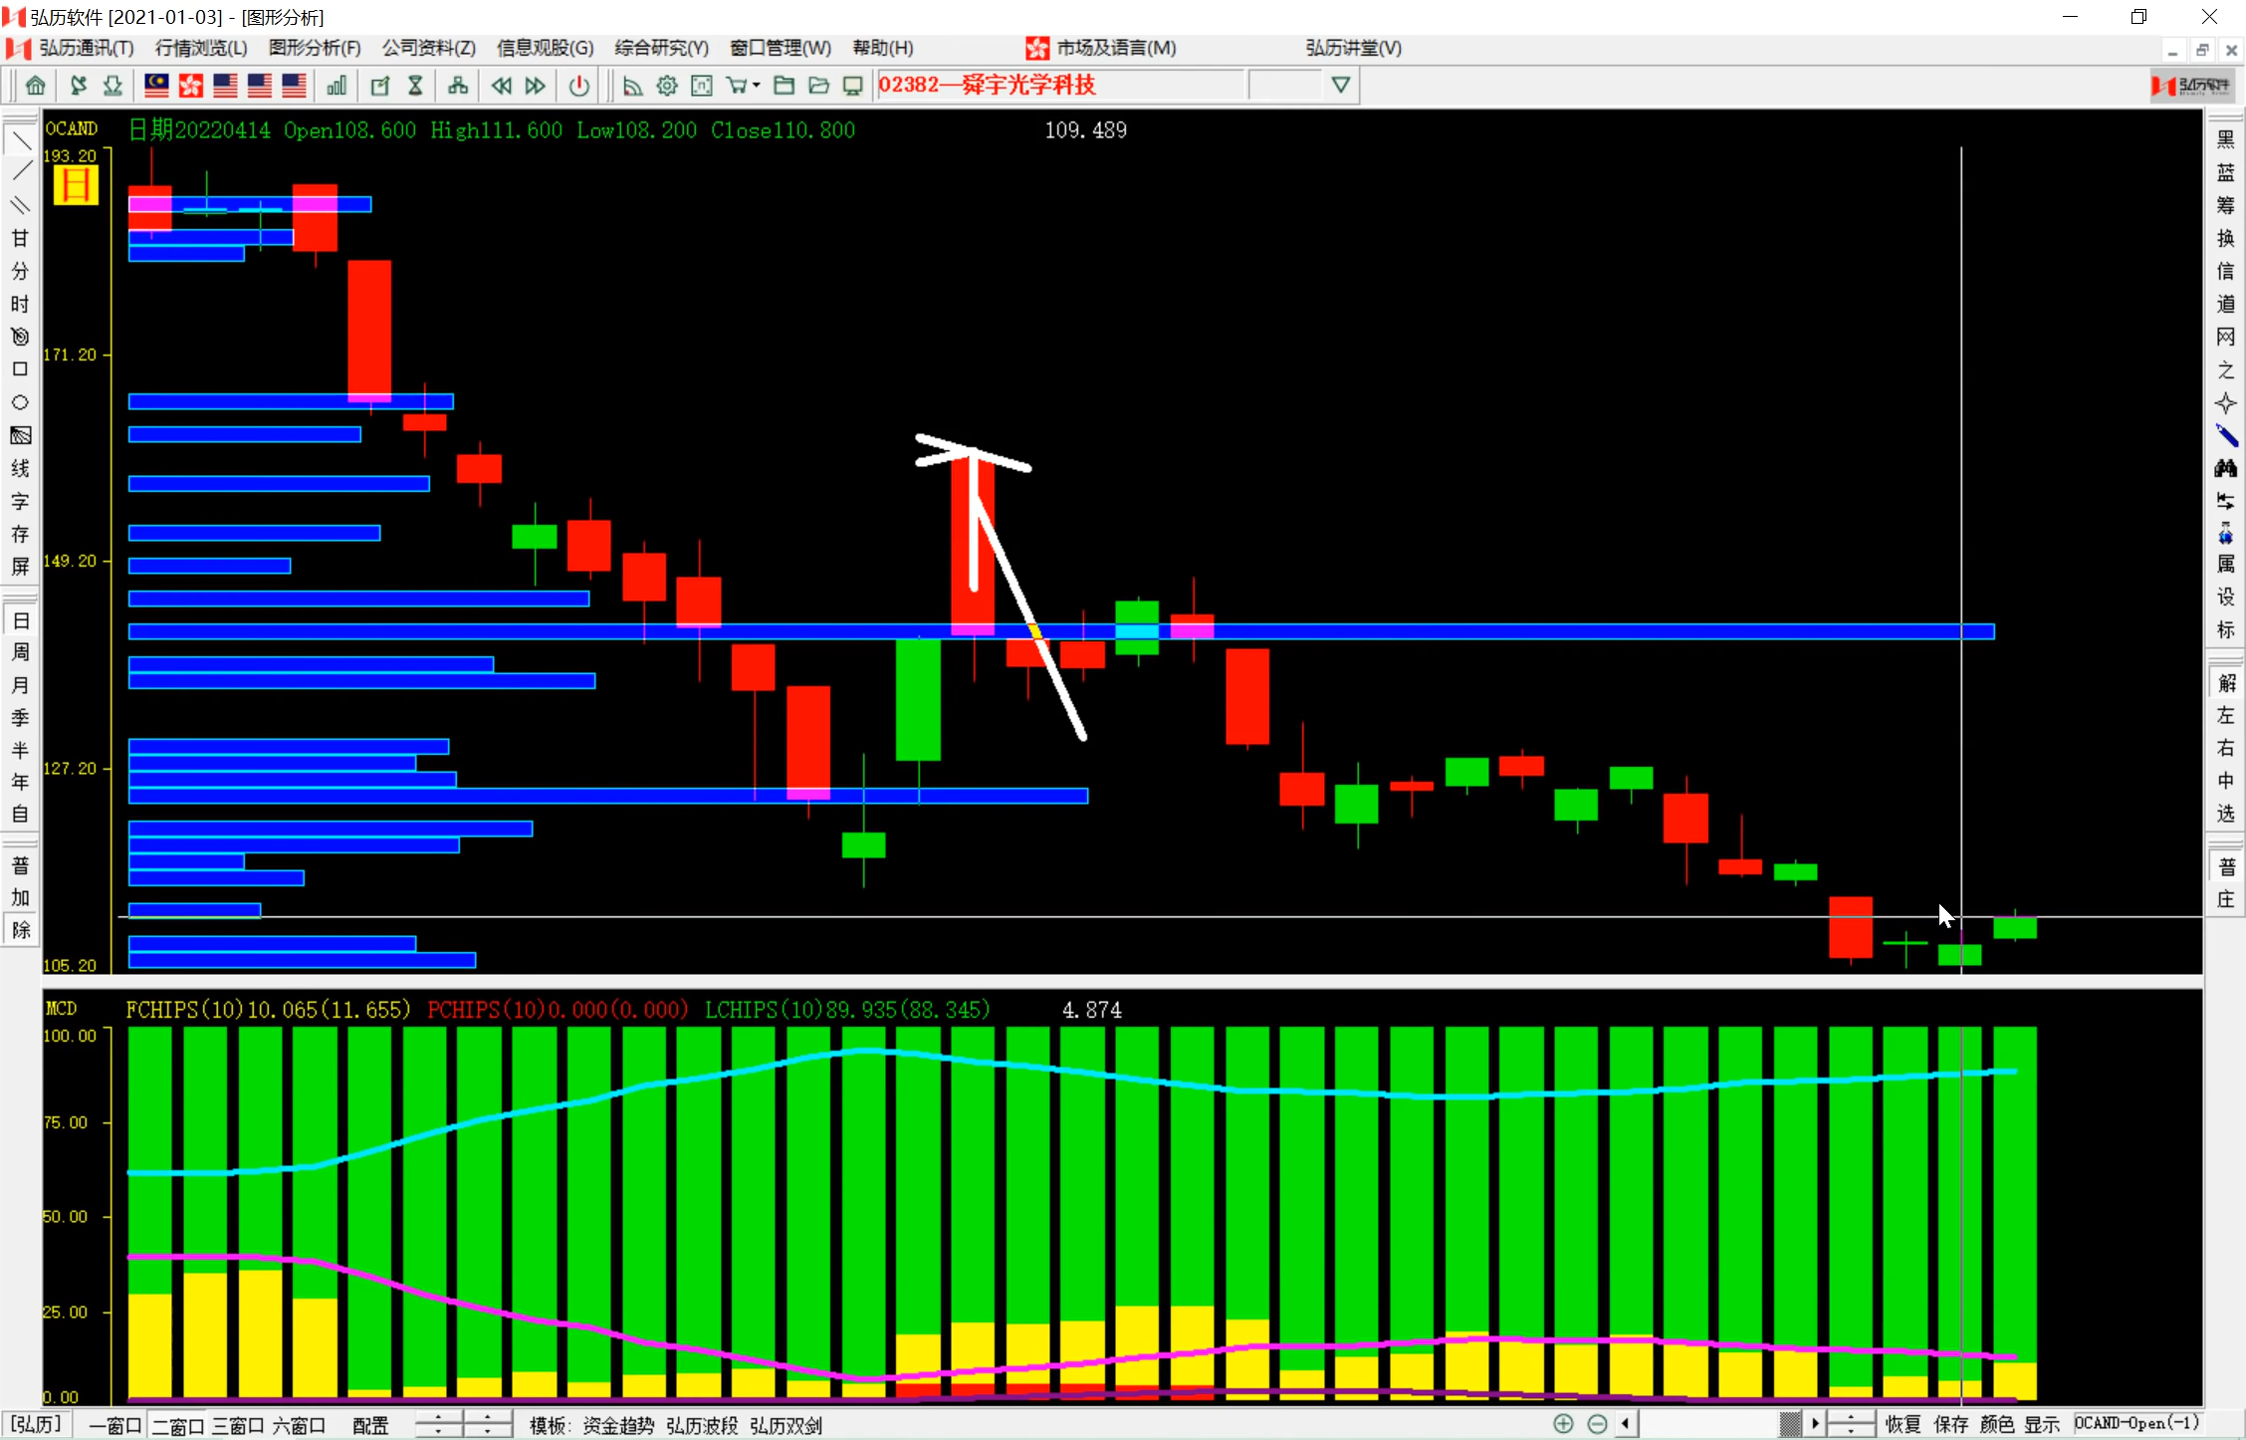 弘历软件 [2021-01-03] - [图形分析]
弘历通讯(T) 行情浏览(L) 图形分析(F) 公司资料(Z) 信息观股(G) 综合研究(Y) 窗口管理(W) 帮助(H) 市场及语言(M) 弘历讲堂(V)
02382—舜宇光学科技
弘历软件
OCAND 日期20220414 Open108.600 High111.600 Low108.200 Close110.800 109.489
193.20
日
171.20
149.20
127.20
105.20
甘
分
时
线
字
存
屏
日
周
月
季
半
年
自
普
加
除
黑
蓝
筹
换
信
道
网
之
属
设
标
解
左
右
中
选
普
庄
MCD FCHIPS(10)10.065(11.655) PCHIPS(10)0.000(0.000) LCHIPS(10)89.935(88.345) 4.874
100.00
75.00
50.00
25.00
0.00
[弘历] 一窗口 二窗口 三窗口 六窗口 配置 模板: 资金趋势 弘历波段 弘历双剑 恢复 保存 颜色 显示 OCAND-Open(-1)